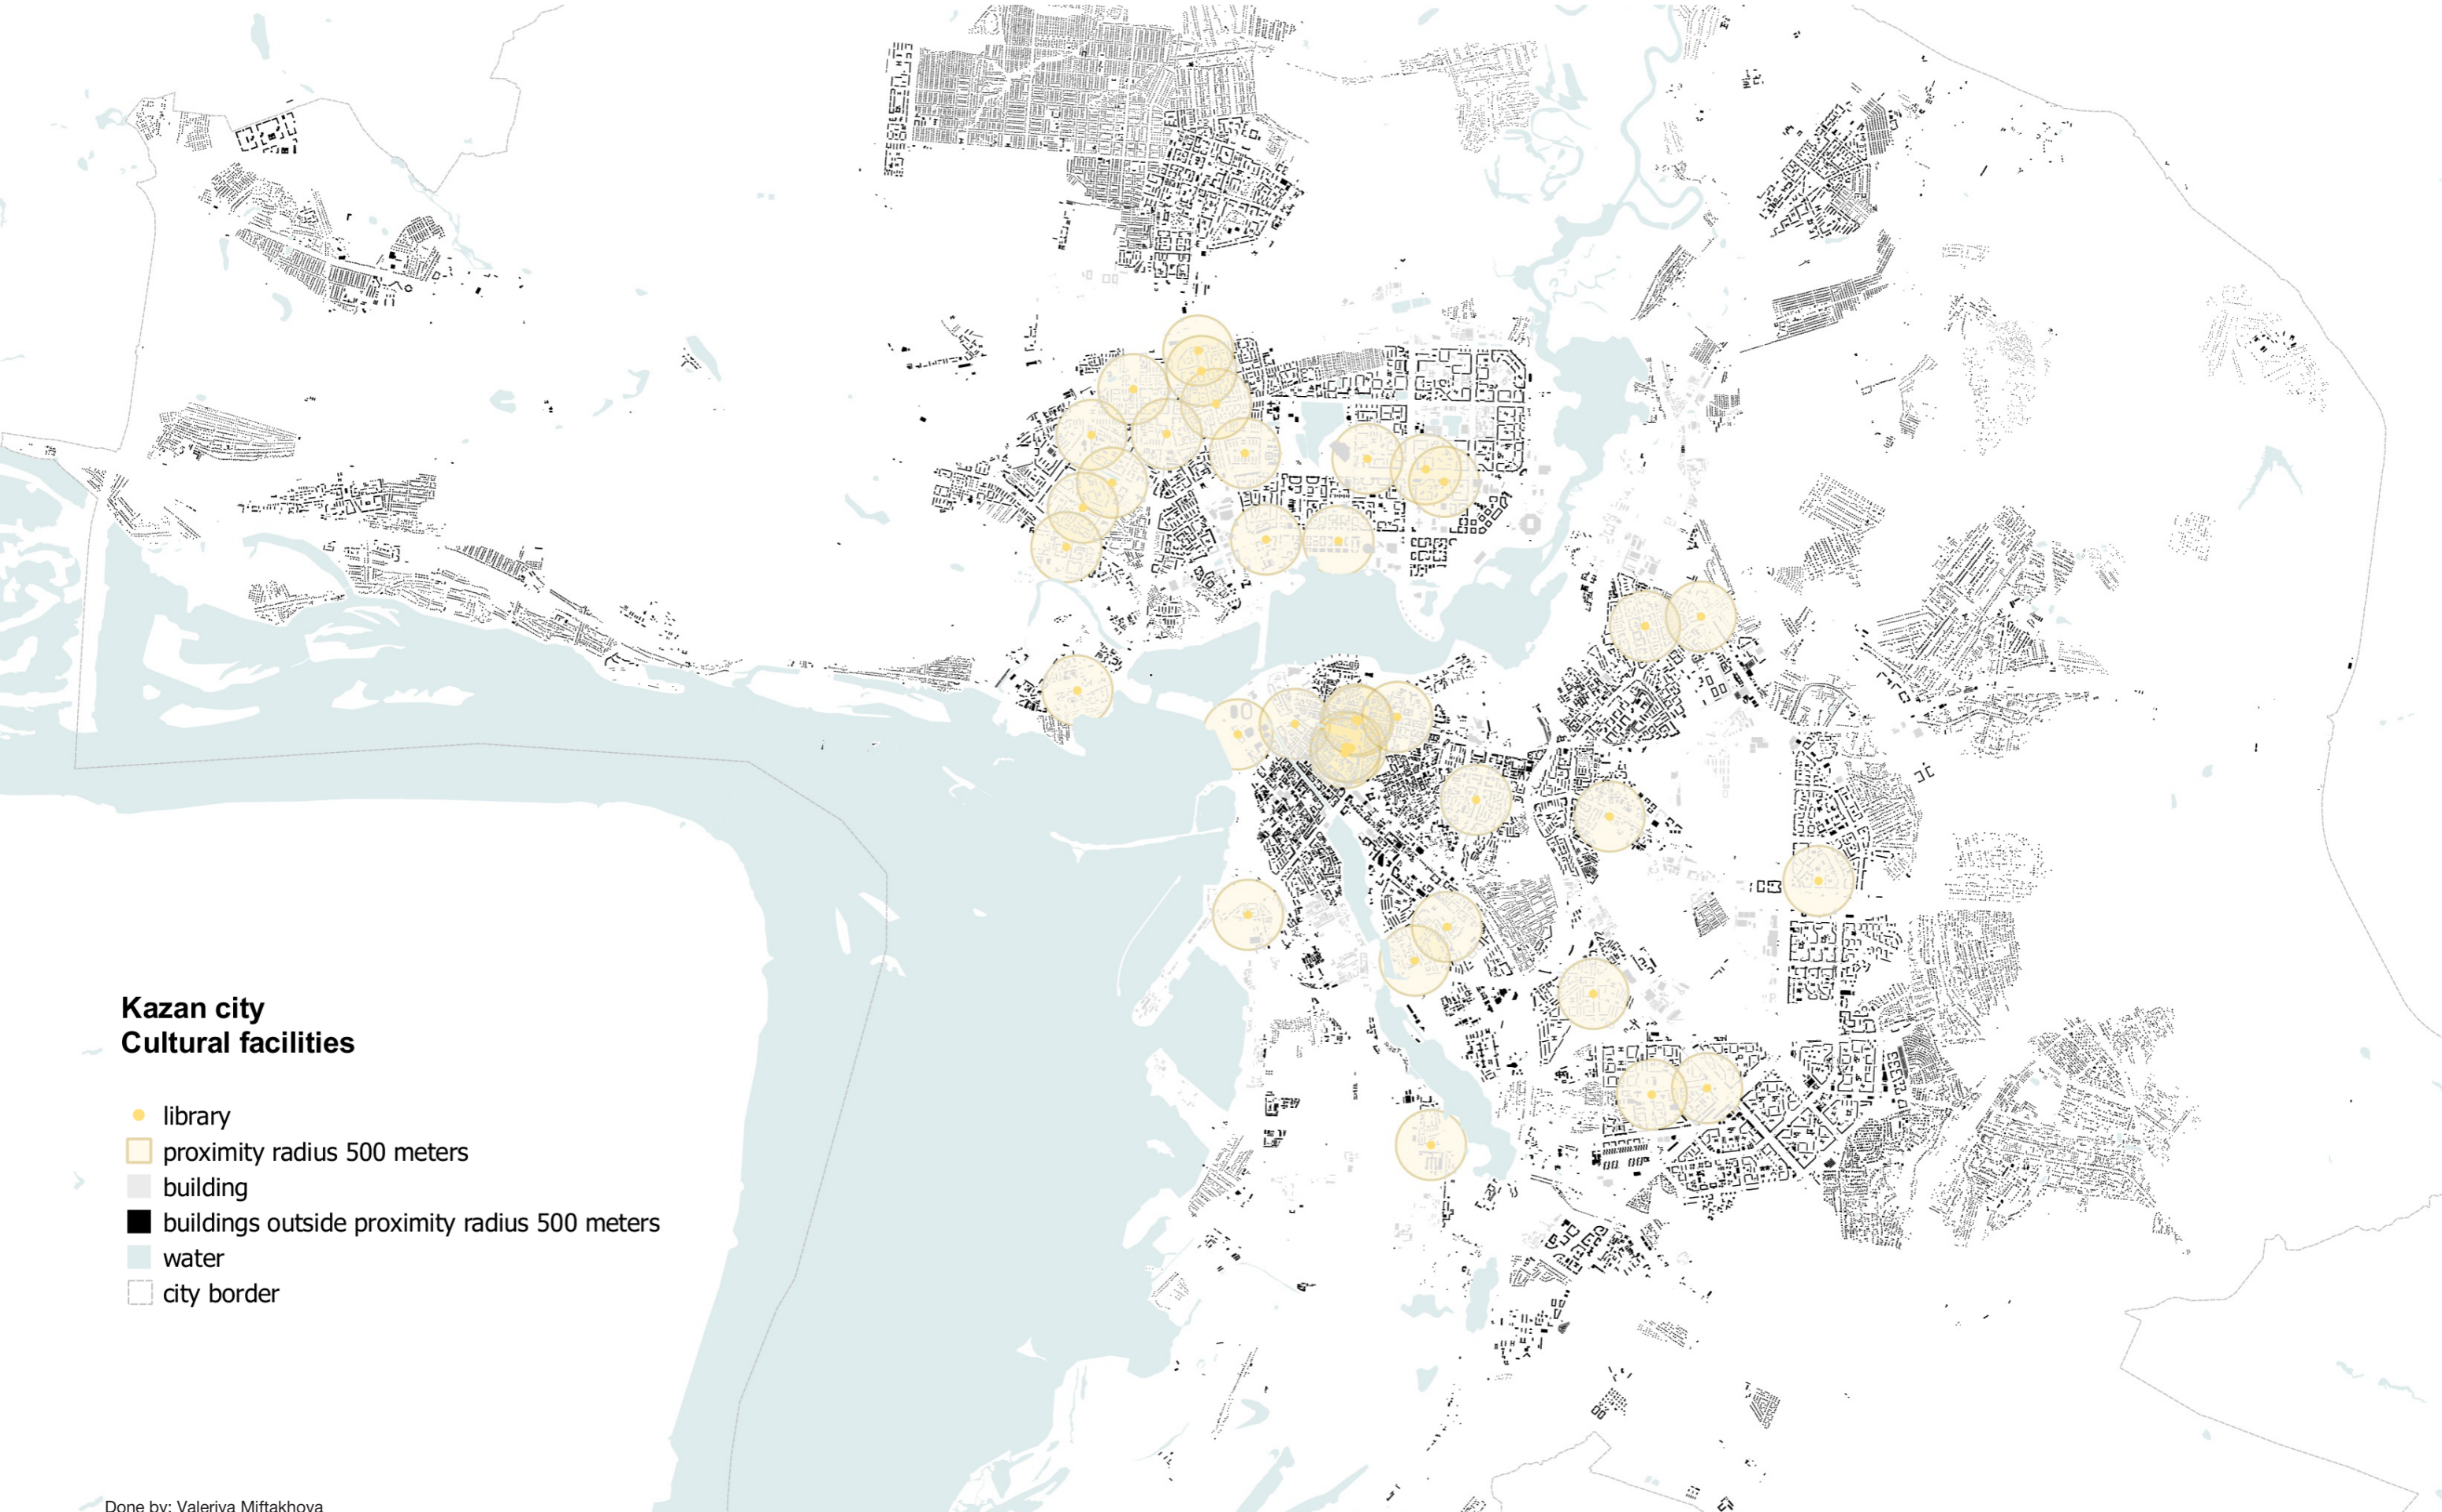 Kazan city
Cultural facilities
library
proximity radius 500 meters
building
buildings outside proximity radius 500 meters
water
city border
Done by: Valeriya Miftakhova